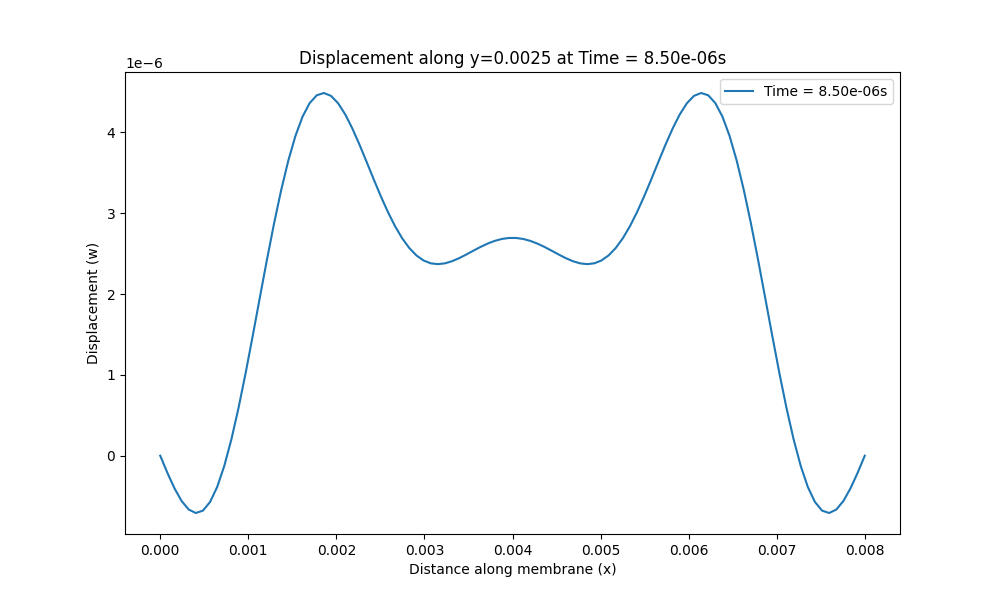 Displacement along y=0.0025 at Time = 8.50e-06s
1e−6
Time = 8.50e-06s
4
3
2
1
0
Displacement (w)
0.000 0.001 0.002 0.003 0.004 0.005 0.006 0.007 0.008
Distance along membrane (x)